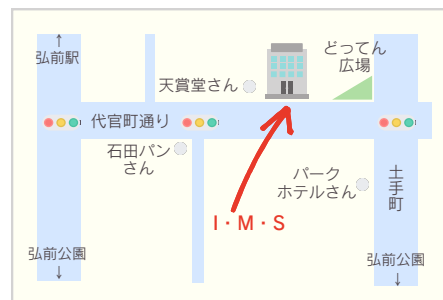 ↑
弘前駅
どってん
広場
天賞堂さん
代官町通り
石田パン
さん
パーク
ホテルさん
土手町
I・M・S
弘前公園
↓
弘前公園
↓